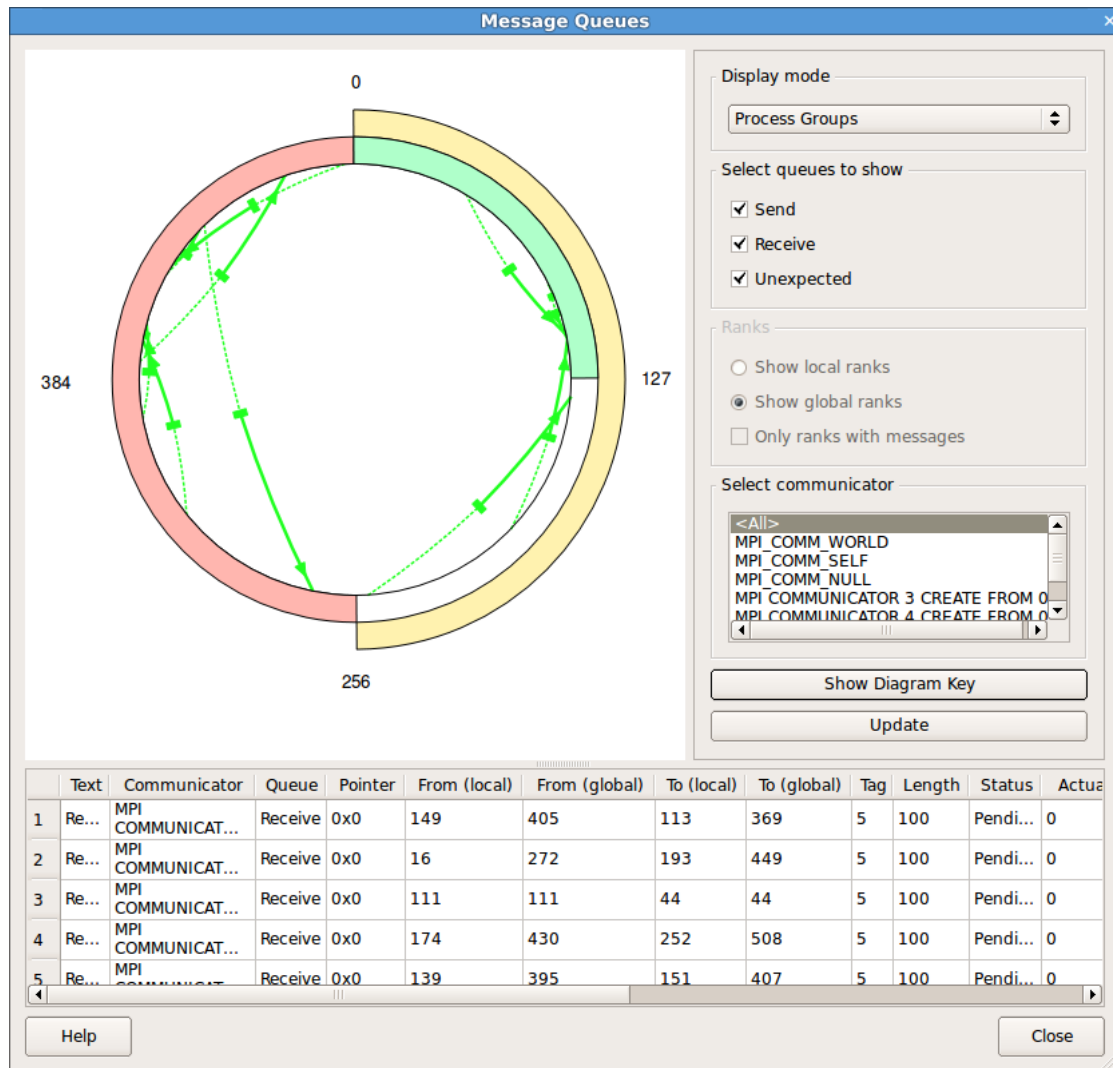 Message Queues
0
127
384
256
Display mode
Process Groups
Select queues to show
Send
Receive
Unexpected
Ranks
Show local ranks
Show global ranks
Only ranks with messages
Select communicator
<All>
MPI_COMM_WORLD
MPI_COMM_SELF
MPI_COMM_NULL
MPI COMMUNICATOR 3 CREATE FROM 0
MPI COMMUNICATOR 4 CREATE FROM 0
Show Diagram Key
Update
Text Communicator Queue Pointer From (local) From (global) To (local) To (global) Tag Length Status Actua
1 Re... MPI COMMUNICAT... Receive 0x0 149 405 113 369 5 100 Pendi... 0
2 Re... MPI COMMUNICAT... Receive 0x0 16 272 193 449 5 100 Pendi... 0
3 Re... MPI COMMUNICAT... Receive 0x0 111 111 44 44 5 100 Pendi... 0
4 Re... MPI COMMUNICAT... Receive 0x0 174 430 252 508 5 100 Pendi... 0
5 Re... MPI COMMUNICAT... Receive 0x0 139 395 151 407 5 100 Pendi... 0
Help
Close